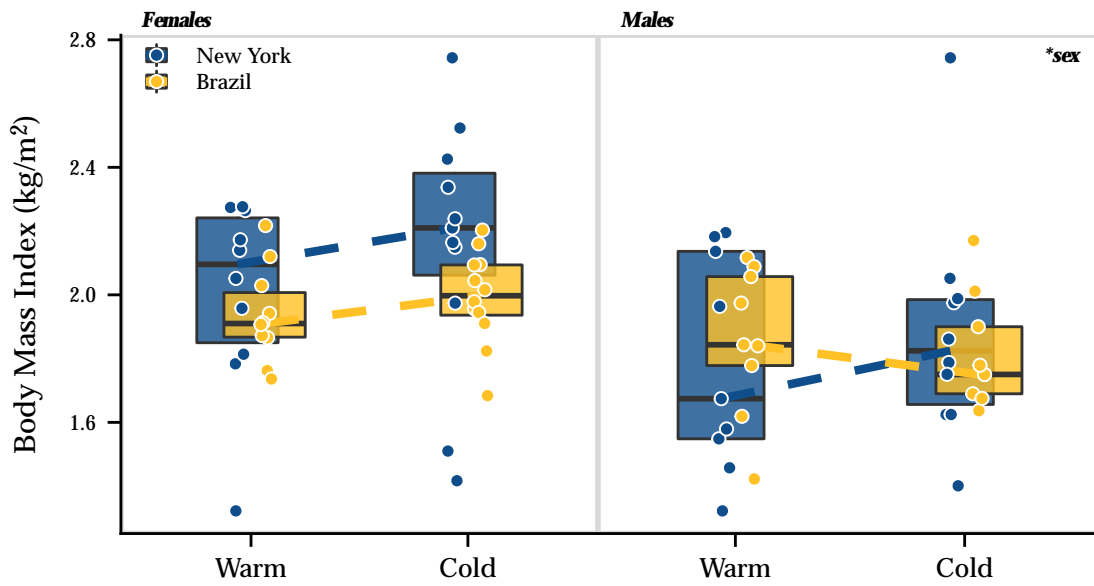 Females
Males
2.8
New York
*sex
Brazil
2.4
2.0
1.6
Body Mass Index (kg/m²)
Warm
Cold
Warm
Cold